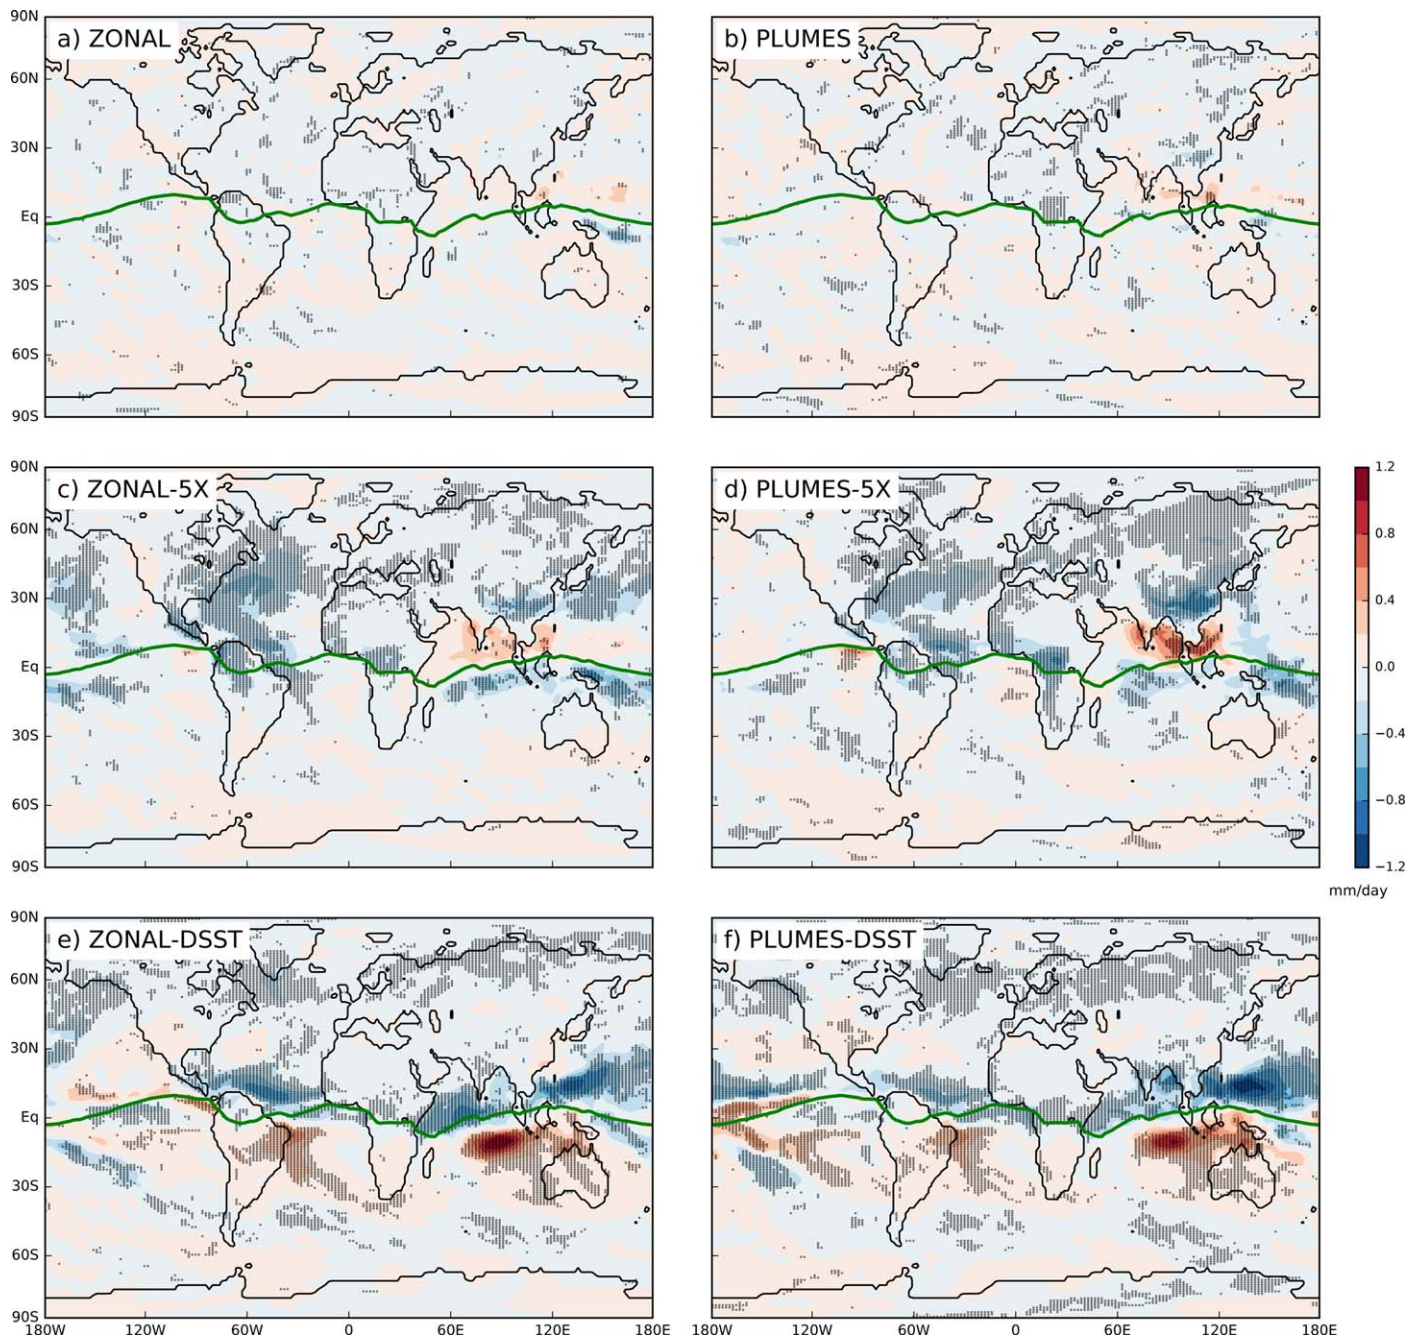 a) ZONAL
b) PLUMES
90N
60N
30N
Eq
30S
60S
90S
c) ZONAL-5X
d) PLUMES-5X
90N
60N
30N
Eq
30S
60S
90S
1.2
0.8
0.4
0.0
−0.4
−0.8
−1.2
mm/day
e) ZONAL-DSST
f) PLUMES-DSST
90N
60N
30N
Eq
30S
60S
90S
180W 120W 60W 0 60E 120E 180E
180W 120W 60W 0 60E 120E 180E